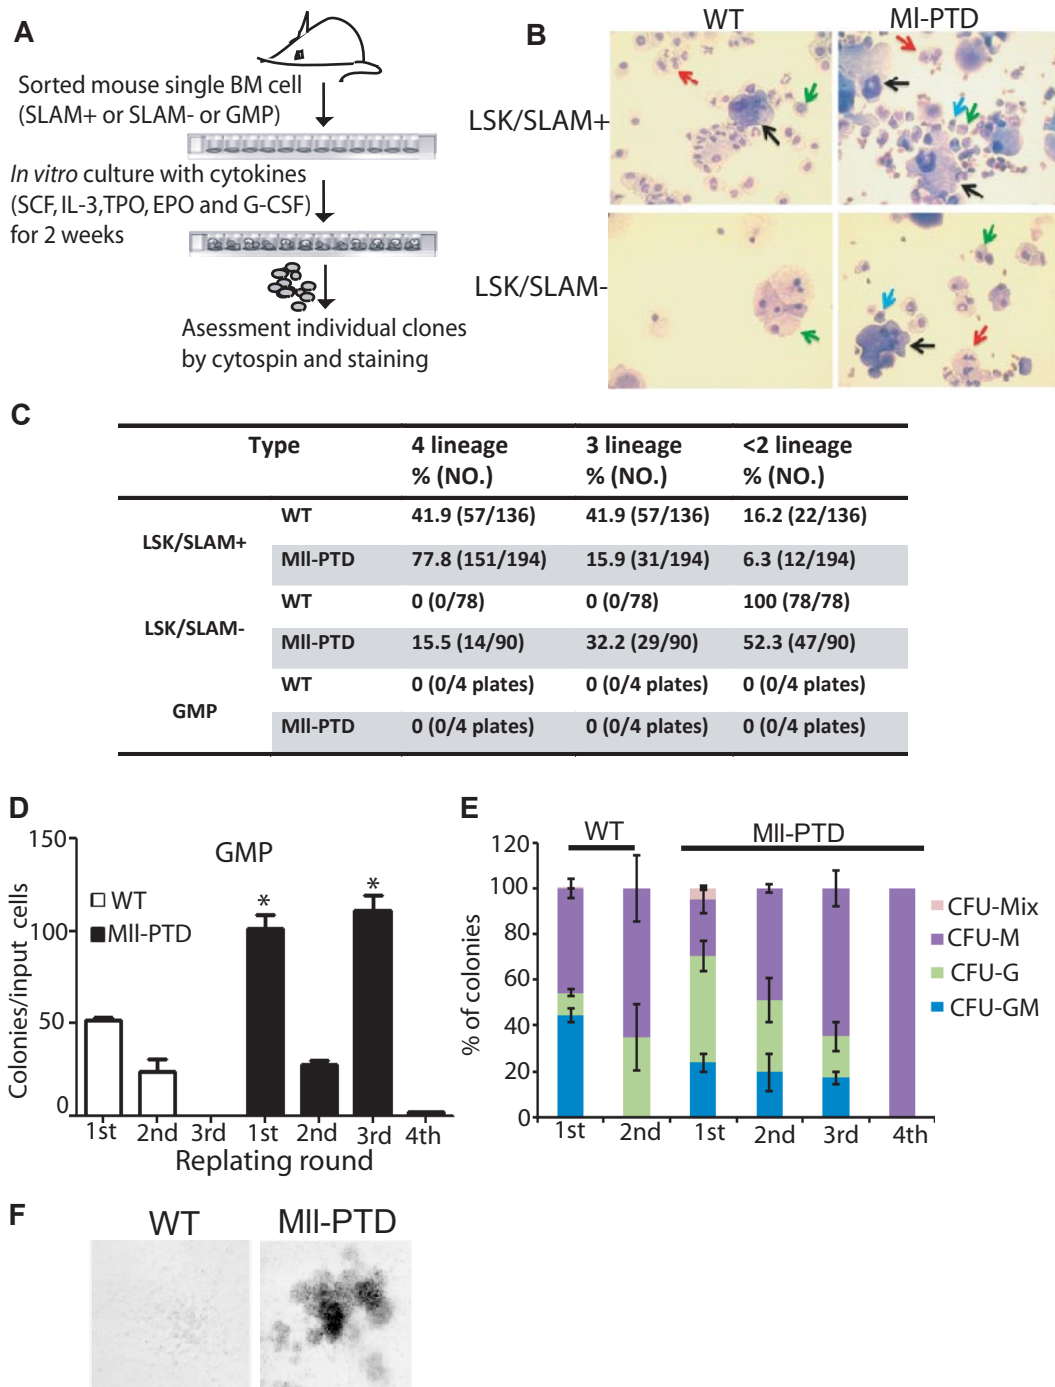 A
Sorted mouse single BM cell
(SLAM+ or SLAM- or GMP)
In vitro culture with cytokines
(SCF, IL-3,TPO, EPO and G-CSF)
for 2 weeks
Asessment individual clones
by cytospin and staining
B
WT
Ml-PTD
LSK/SLAM+
LSK/SLAM-
C
Type 4 lineage 3 lineage <2 lineage
% (NO.) % (NO.) % (NO.)
LSK/SLAM+
WT 41.9 (57/136) 41.9 (57/136) 16.2 (22/136)
Mll-PTD 77.8 (151/194) 15.9 (31/194) 6.3 (12/194)
LSK/SLAM-
WT 0 (0/78) 0 (0/78) 100 (78/78)
Mll-PTD 15.5 (14/90) 32.2 (29/90) 52.3 (47/90)
GMP
WT 0 (0/4 plates) 0 (0/4 plates) 0 (0/4 plates)
Mll-PTD 0 (0/4 plates) 0 (0/4 plates) 0 (0/4 plates)
D
GMP
WT
Mll-PTD
* *
Colonies/input cells
150
100
50
0
1st 2nd 3rd 1st 2nd 3rd 4th
Replating round
E
WT Mll-PTD
% of colonies
120
100
80
60
40
20
0
1st 2nd 1st 2nd 3rd 4th
CFU-Mix
CFU-M
CFU-G
CFU-GM
F
WT Mll-PTD